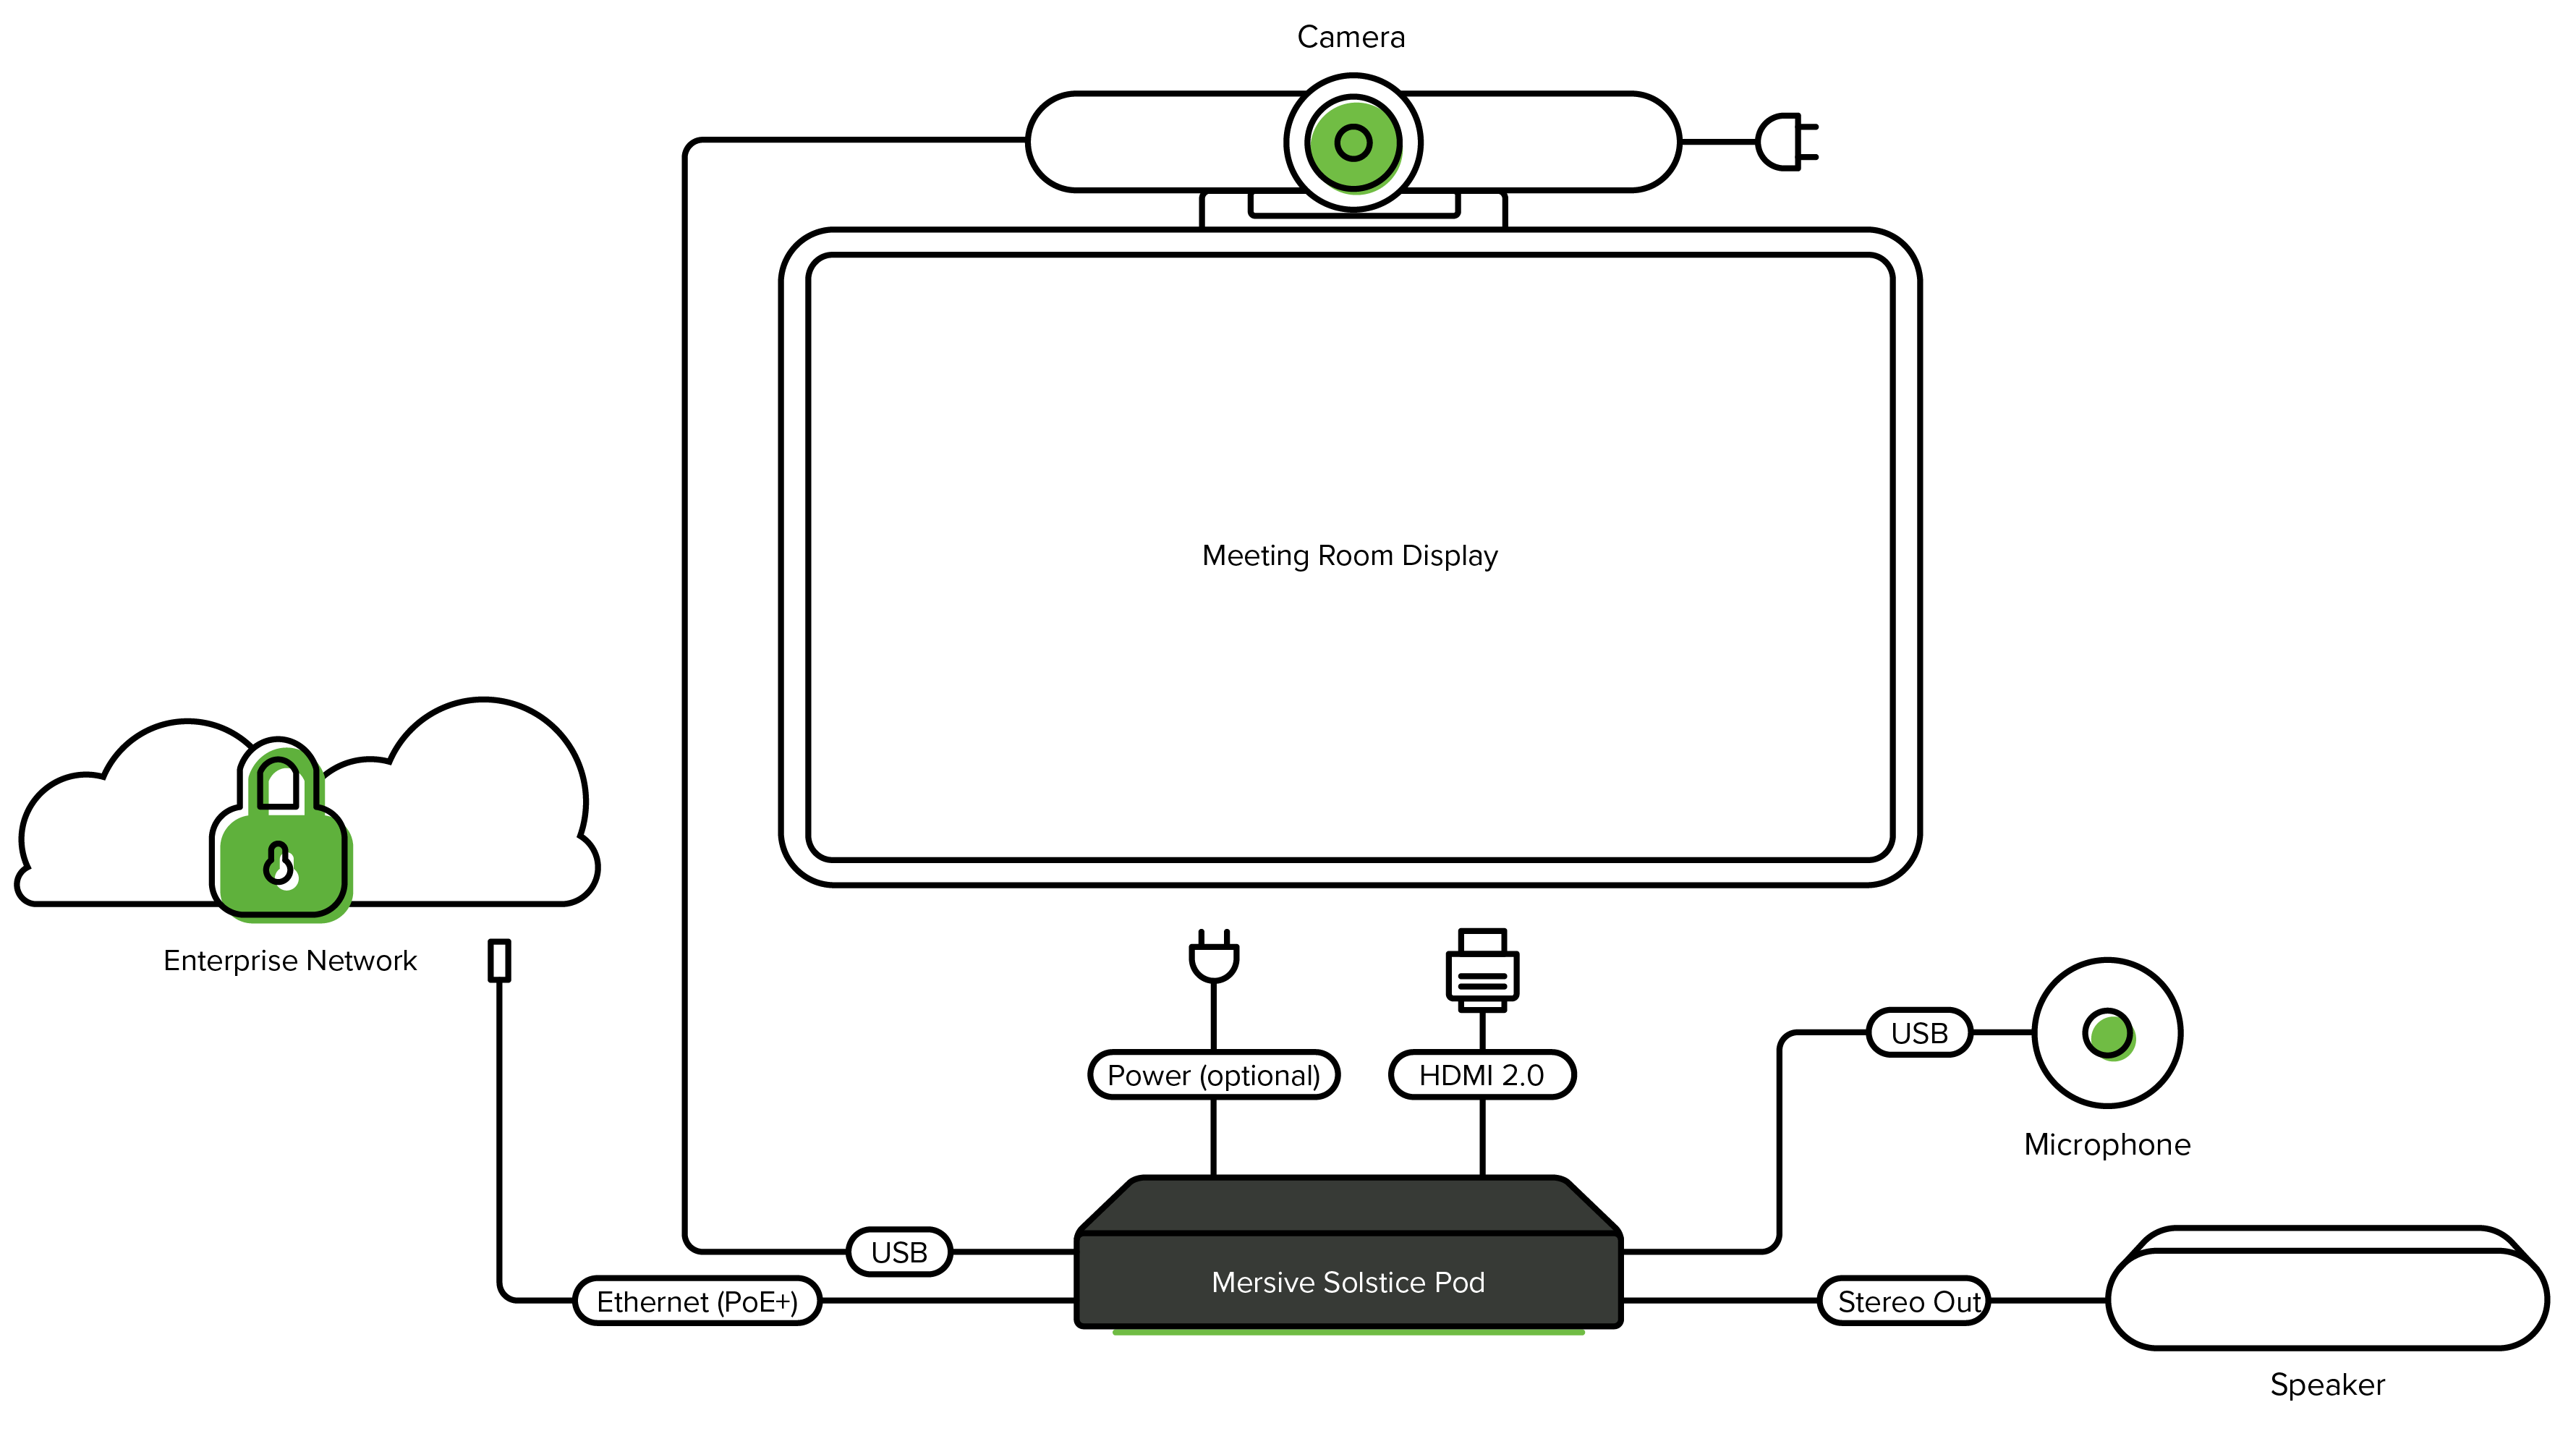 Camera
Meeting Room Display
Enterprise Network
Power (optional)
HDMI 2.0
USB
Microphone
USB
Mersive Solstice Pod
Ethernet (PoE+)
Stereo Out
Speaker